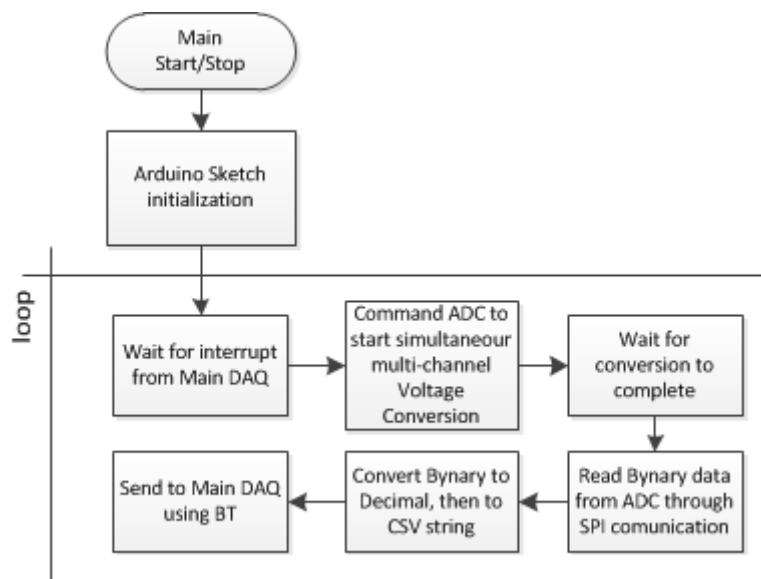 Main
Start/Stop
Arduino Sketch
initialization
loop
Wait for interrupt
from Main DAQ
Command ADC to
start simultaneour
multi-channel
Voltage
Conversion
Wait for
conversion to
complete
Read Bynary data
from ADC through
SPI comunication
Convert Bynary to
Decimal, then to
CSV string
Send to Main DAQ
using BT